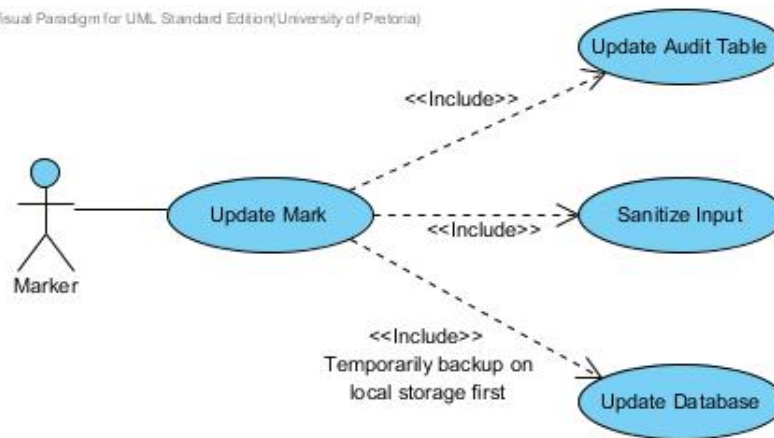 isual Paradigm for UML Standard Edition(University of Pretoria)
Update Audit Table
<<Include>>
Update Mark
Sanitize Input
<<Include>>
Marker
<<Include>>
Temporarily backup on
local storage first
Update Database